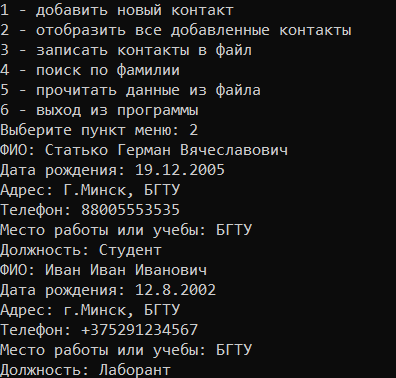 1 - добавить новый контакт
2 - отобразить все добавленные контакты
3 - записать контакты в файл
4 - поиск по фамилии
5 - прочитать данные из файла
6 - выход из программы
Выберите пункт меню: 2
ФИО: Статько Герман Вячеславович
Дата рождения: 19.12.2005
Адрес: Г.Минск, БГТУ
Телефон: 88005553535
Место работы или учебы: БГТУ
Должность: Студент
ФИО: Иван Иван Иванович
Дата рождения: 12.8.2002
Адрес: г.Минск, БГТУ
Телефон: +375291234567
Место работы или учебы: БГТУ
Должность: Лаборант